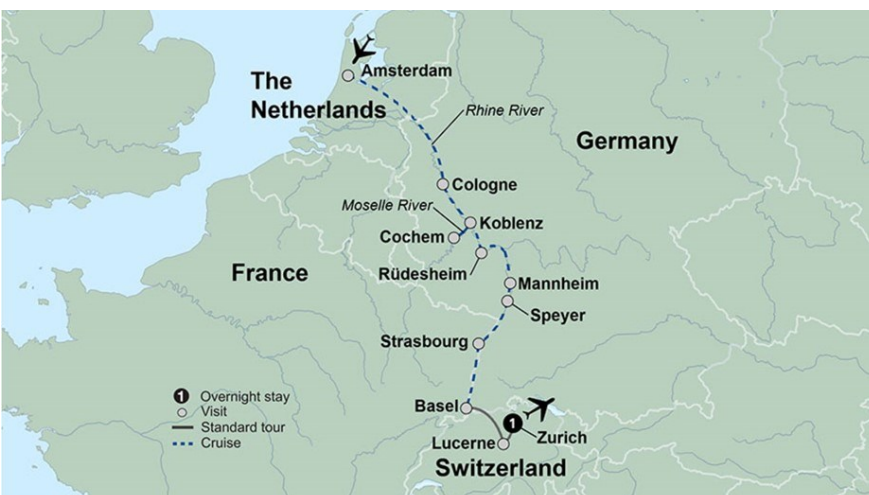 Amsterdam
The
Netherlands
Rhine River
Germany
Cologne
Moselle River
Koblenz
Cochem
Rüdesheim
France
Mannheim
Speyer
Strasbourg
1 Overnight stay
Visit
Standard tour
Cruise
Basel
1
Zurich
Lucerne
Switzerland